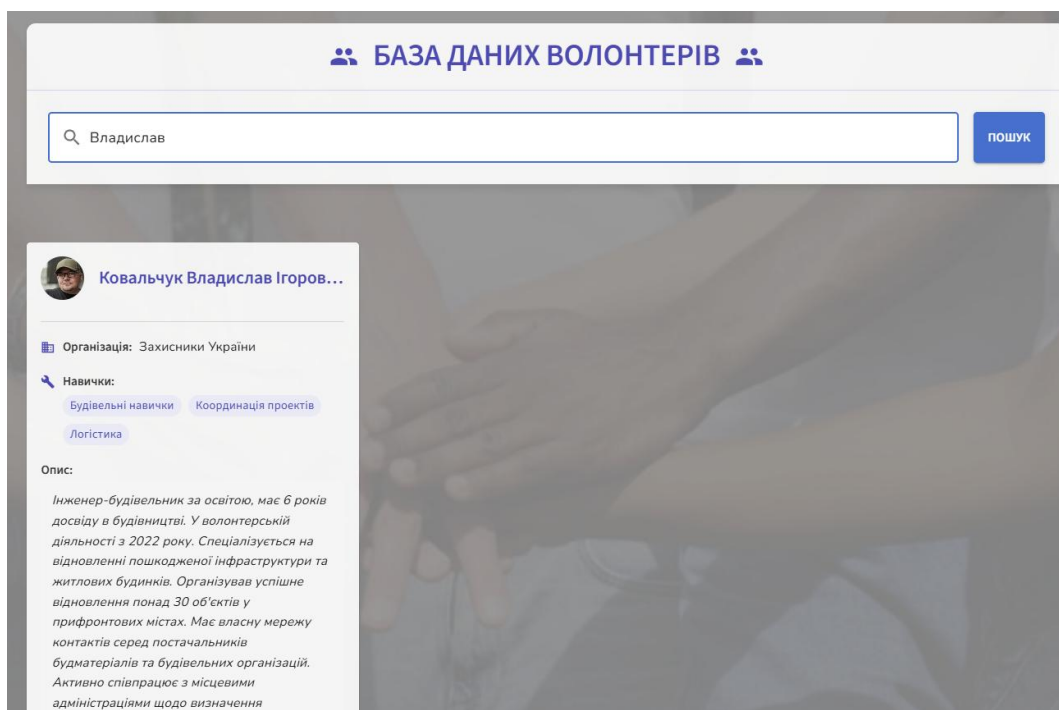 БАЗА ДАНИХ ВОЛОНТЕРІВ
Владислав
ПОШУК
Ковальчук Владислав Ігоров...
Організація: Захисники України
Навички:
Будівельні навички Координація проектів
Логістика
Опис:
Інженер-будівельник за освітою, має 6 років
досвіду в будівництві. У волонтерській
діяльності з 2022 року. Спеціалізується на
відновленні пошкодженої інфраструктури та
житлових будинків. Організував успішне
відновлення понад 30 об'єктів у
прифронтових містах. Має власну мережу
контактів серед постачальників
будматеріалів та будівельних організацій.
Активно співпрацює з місцевими
адміністраціями щодо визначення